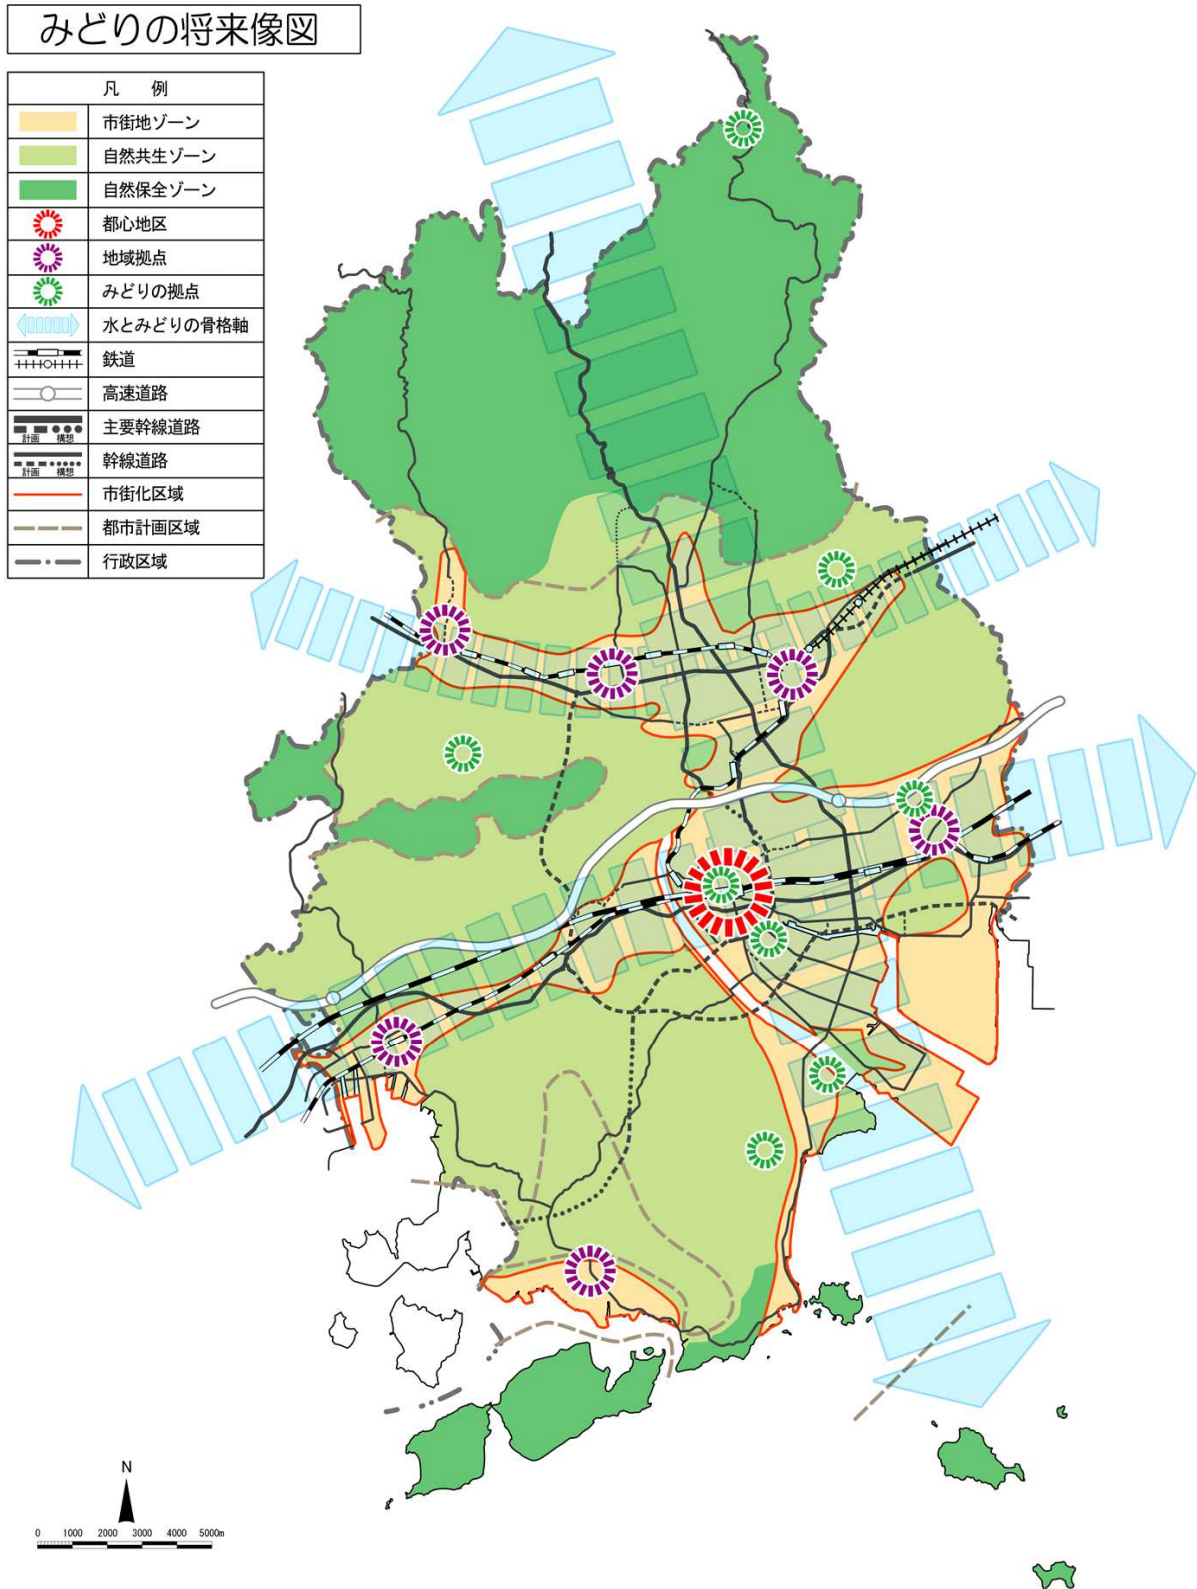 みどりの将来像図
凡 例
市街地ゾーン
自然共生ゾーン
自然保全ゾーン
都心地区
地域拠点
みどりの拠点
水とみどりの骨格軸
鉄道
高速道路
主要幹線道路
計画 構想
幹線道路
計画 構想
市街化区域
都市計画区域
行政区域
N
0 1000 2000 3000 4000 5000m